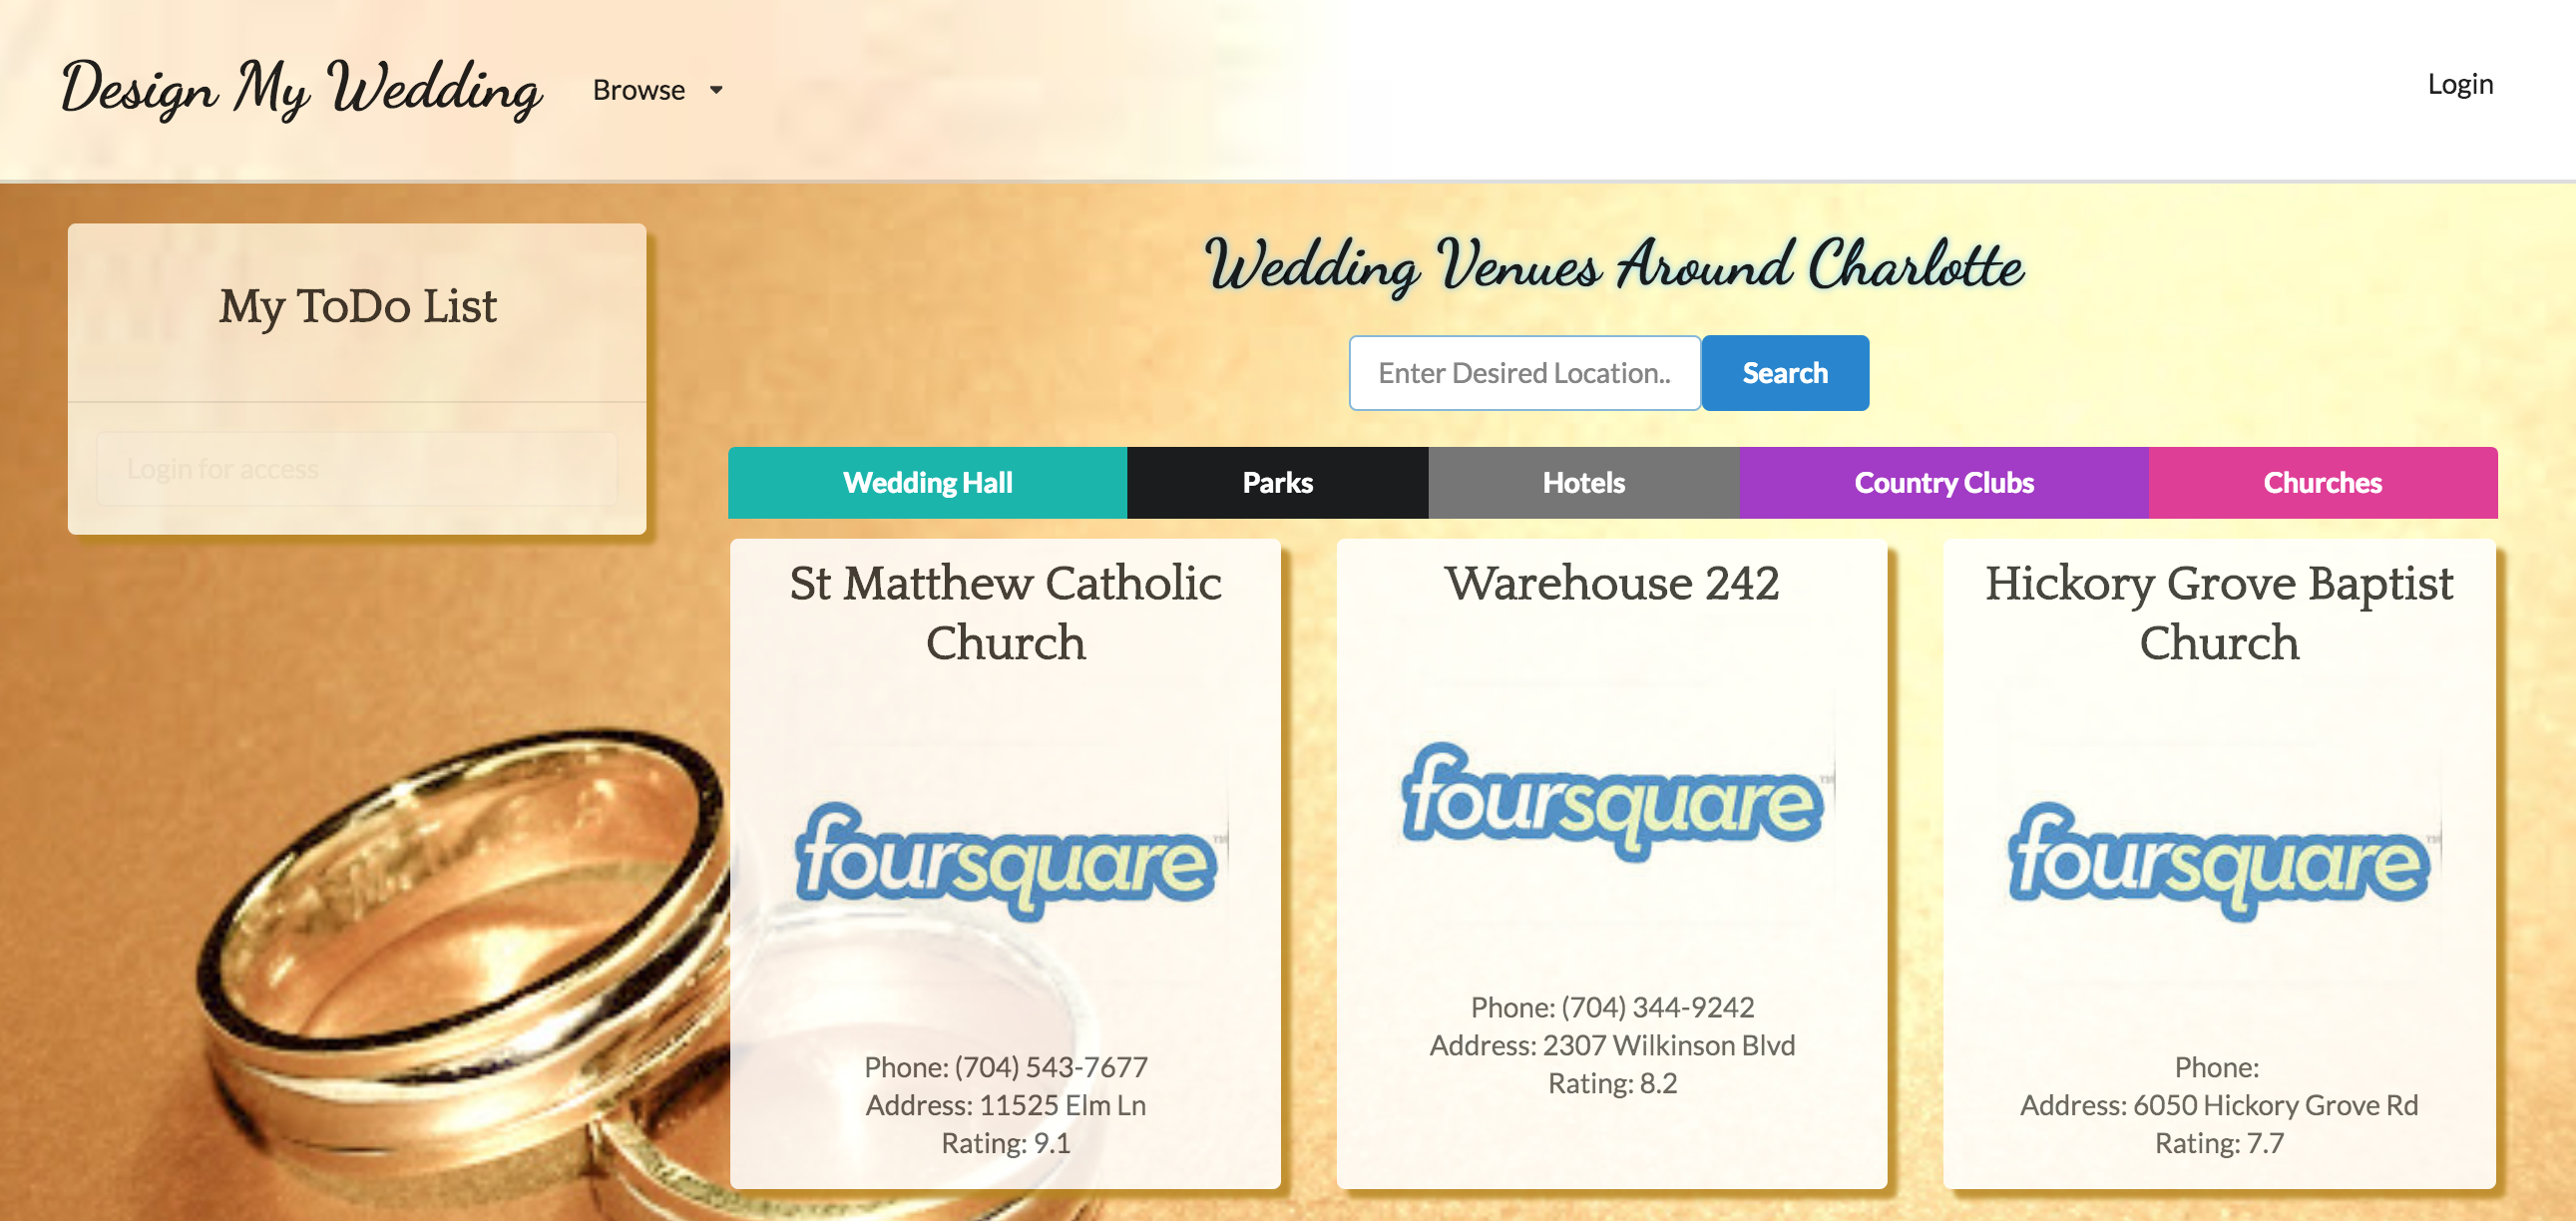 Design My Wedding
Browse
Login
My ToDo List
Login for access
Wedding Venues Around Charlotte
Enter Desired Location..
Search
Wedding Hall
Parks
Hotels
Country Clubs
Churches
St Matthew Catholic
Church
foursquare™
Phone: (704) 543-7677
Address: 11525 Elm Ln
Rating: 9.1
Warehouse 242
foursquare™
Phone: (704) 344-9242
Address: 2307 Wilkinson Blvd
Rating: 8.2
Hickory Grove Baptist
Church
foursquare™
Phone:
Address: 6050 Hickory Grove Rd
Rating: 7.7